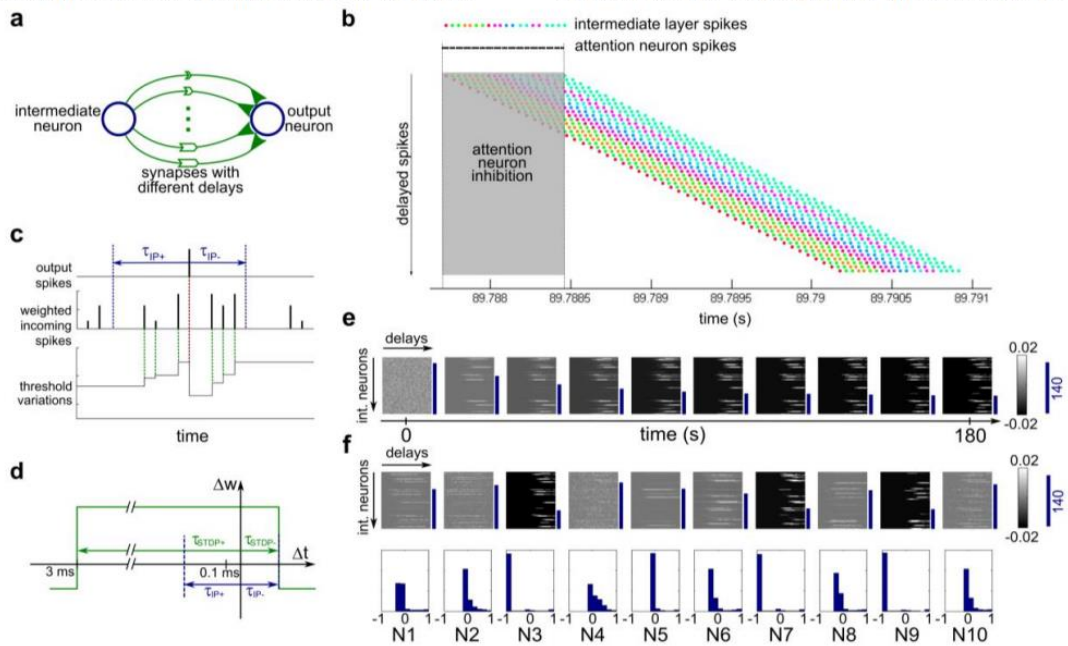 a
intermediate
neuron
output
neuron
synapses with
different delays
b
intermediate layer spikes
attention neuron spikes
delayed spikes
attention
neuron
inhibition
89.788 89.7885 89.789 89.7895 89.79 89.7905 89.791
time (s)
c
τIP+ τIP-
output
spikes
weighted
incoming
spikes
threshold
variations
time
d
Δw
τSTDP+ τSTDP-
Δt
3 ms 0.1 ms
τIP+ τIP-
e
delays
int. neurons
0.02
-0.02
140
0 time (s) 180
f
delays
int. neurons
0.02
-0.02
140
-1 0 1 -1 0 1 -1 0 1 -1 0 1 -1 0 1 -1 0 1 -1 0 1 -1 0 1 -1 0 1 -1 0 1
N1 N2 N3 N4 N5 N6 N7 N8 N9 N10